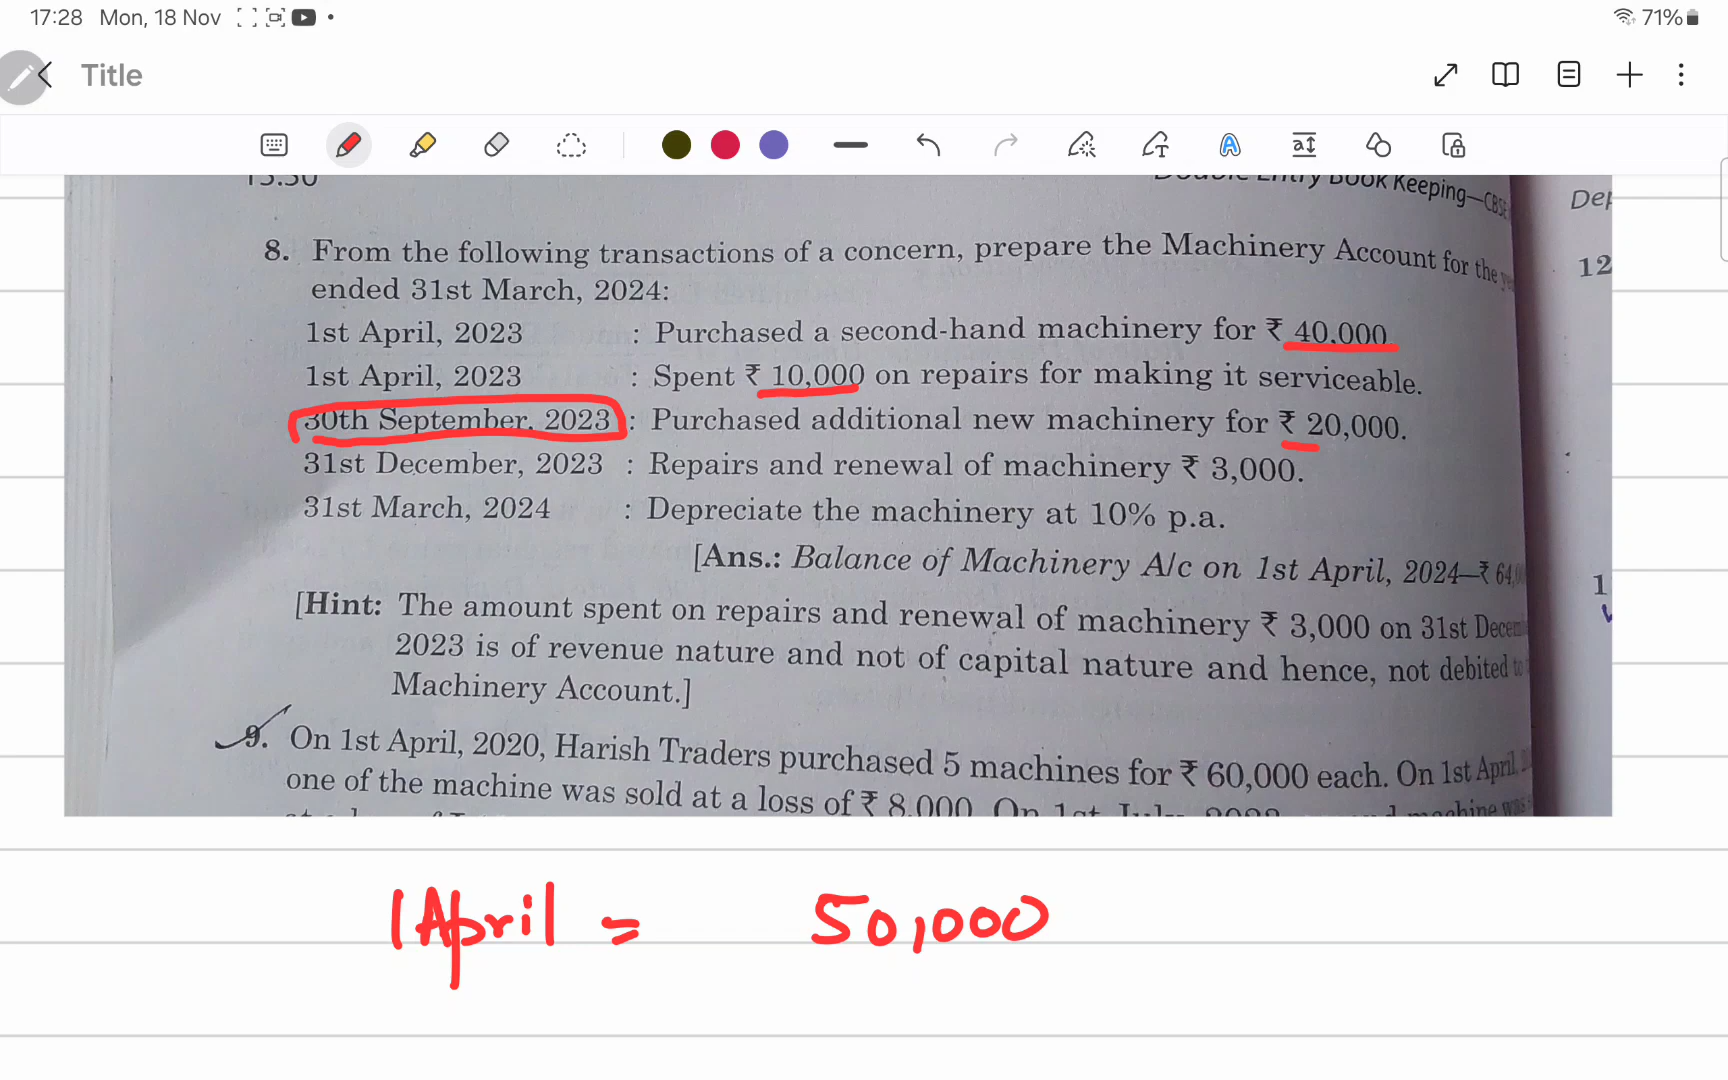 17:28 Mon, 18 Nov
71%
Title
13.30
Double Entry Book Keeping—CBSE
8. From the following transactions of a concern, prepare the Machinery Account for the
ended 31st March, 2024:
1st April, 2023 : Purchased a second-hand machinery for ₹ 40,000
1st April, 2023 : Spent ₹ 10,000 on repairs for making it serviceable.
30th September, 2023 : Purchased additional new machinery for ₹ 20,000.
31st December, 2023 : Repairs and renewal of machinery ₹ 3,000.
31st March, 2024 : Depreciate the machinery at 10% p.a.
[Ans.: Balance of Machinery A/c on 1st April, 2024—₹
[Hint: The amount spent on repairs and renewal of machinery ₹ 3,000 on 31st
2023 is of revenue nature and not of capital nature and hence, not debited to
Machinery Account.]
9. On 1st April, 2020, Harish Traders purchased 5 machines for ₹ 60,000 each. On 1st April,
one of the machine was sold at a loss of ₹ 8,000. On 1st July,
12
1
1 April = 50,000